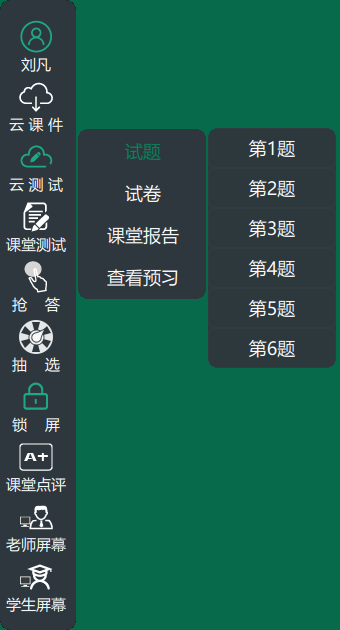 刘凡
云课件
云测试
课堂测试
抢 答
抽 选
锁 屏
A+
课堂点评
老师屏幕
学生屏幕
试题
试卷
课堂报告
查看预习
第1题
第2题
第3题
第4题
第5题
第6题